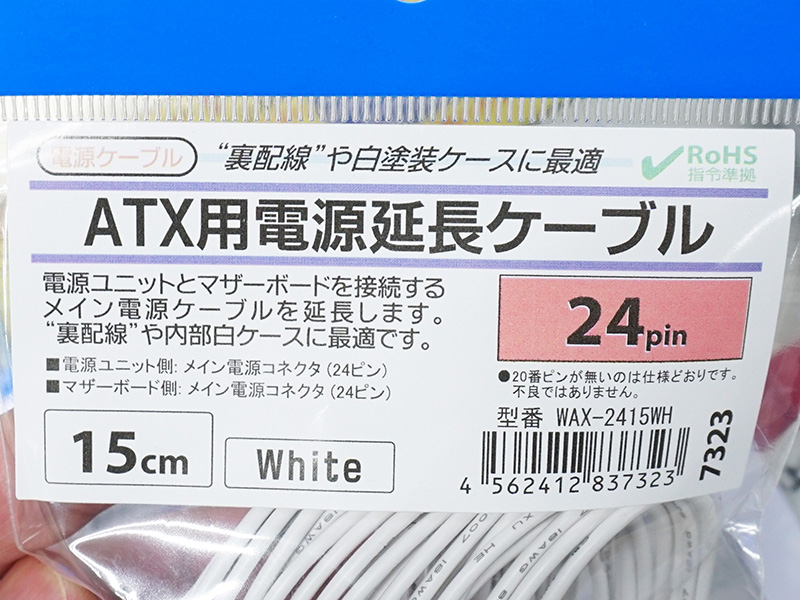 電源ケーブル
“裏配線”や白塗装ケースに最適
RoHS
指令準拠
ATX用電源延長ケーブル
電源ユニットとマザーボードを接続する
メイン電源ケーブルを延長します。
“裏配線”や内部白ケースに最適です。
■電源ユニット側: メイン電源コネクタ (24ピン)
■マザーボード側: メイン電源コネクタ (24ピン)
24pin
●20番ピンが無いのは仕様どおりです。
不良ではありません。
型番 WAX-2415WH
15cm
White
4 562412 837323
7323
18AWG